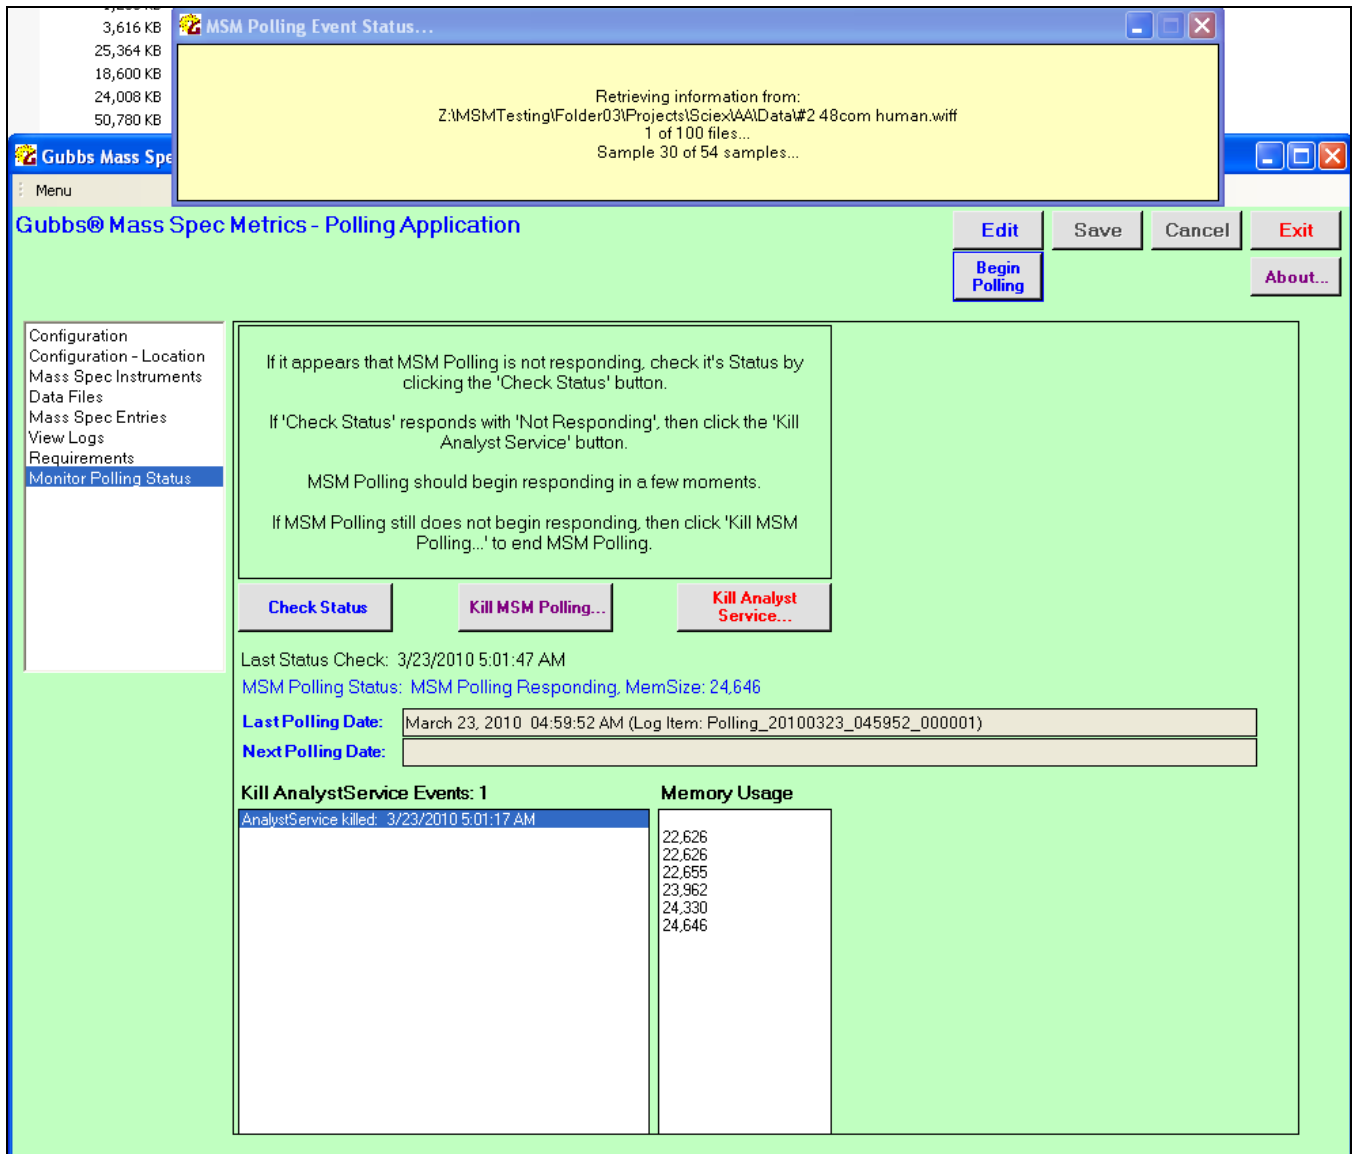 3,616 KB
25,364 KB
18,600 KB
24,008 KB
50,780 KB
MSM Polling Event Status...
Retrieving information from:
Z:\MSMTesting\Folder03\Projects\Sciex\AA\Data\#2 48com human.wiff
1 of 100 files...
Sample 30 of 54 samples...
Gubbs Mass Spe
Menu
Gubbs® Mass Spec Metrics - Polling Application
Edit
Save
Cancel
Exit
Begin
Polling
About...
Configuration
Configuration - Location
Mass Spec Instruments
Data Files
Mass Spec Entries
View Logs
Requirements
Monitor Polling Status
If it appears that MSM Polling is not responding, check it's Status by
clicking the 'Check Status' button.
If 'Check Status' responds with 'Not Responding', then click the 'Kill
Analyst Service' button.
MSM Polling should begin responding in a few moments.
If MSM Polling still does not begin responding, then click 'Kill MSM
Polling...' to end MSM Polling.
Check Status
Kill MSM Polling...
Kill Analyst
Service...
Last Status Check: 3/23/2010 5:01:47 AM
MSM Polling Status: MSM Polling Responding, MemSize: 24,646
Last Polling Date: March 23, 2010 04:59:52 AM (Log Item: Polling_20100323_045952_000001)
Next Polling Date:
Kill AnalystService Events: 1
AnalystService killed: 3/23/2010 5:01:17 AM
Memory Usage
22,626
22,626
22,655
23,962
24,330
24,646